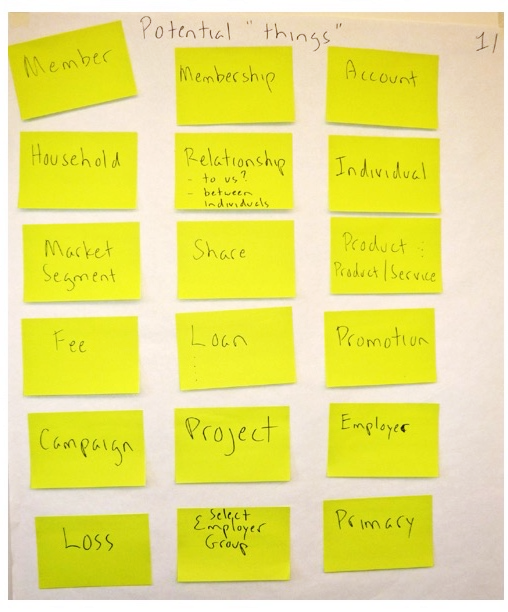 Potential "things"
1/
Member
Membership
Account
Household
Relationship
- to us?
- between
individuals
Individual
Market
Segment
Share
Product :
Product/Service
Fee
Loan
Promotion
Campaign
Project
Employer
Loss
Select
Employer
Group
Primary